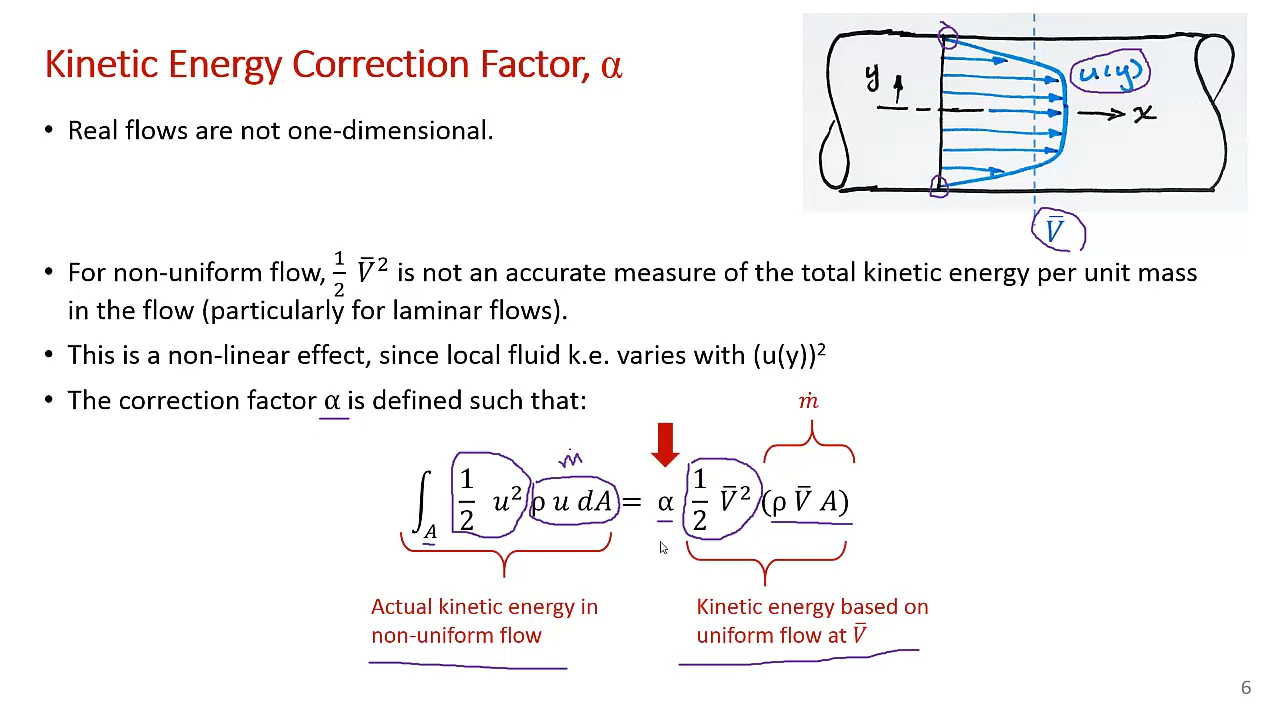 Kinetic Energy Correction Factor, α
• Real flows are not one-dimensional.
y
u(y)
x
V̄
• For non-uniform flow, 1/2 V̄² is not an accurate measure of the total kinetic energy per unit mass
in the flow (particularly for laminar flows).
• This is a non-linear effect, since local fluid k.e. varies with (u(y))²
• The correction factor α is defined such that:
ṁ
ṁ
∫_A 1/2 u² ρ u dA = α 1/2 V̄² (ρ V̄ A)
Actual kinetic energy in
non-uniform flow
Kinetic energy based on
uniform flow at V̄
6